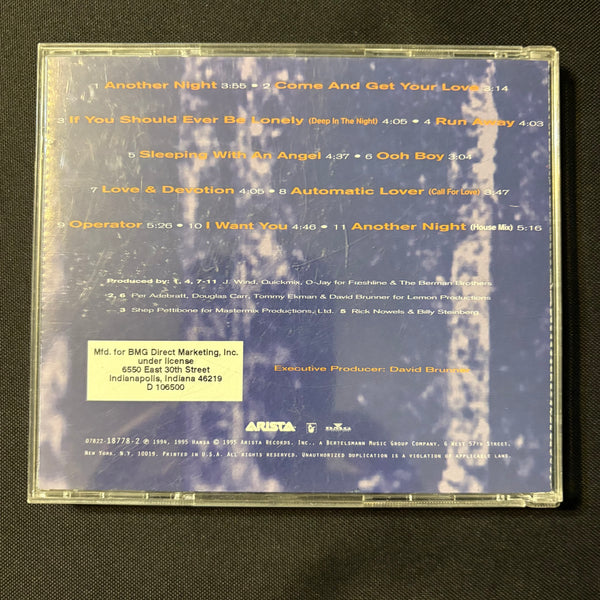 1 Another Night 3:55 • 2 Come And Get Your Love 3:14
3 If You Should Ever Be Lonely (Deep In The Night) 4:05 • 4 Run Away 4:03
5 Sleeping With An Angel 4:37 • 6 Ooh Boy 3:04
7 Love & Devotion 4:05 • 8 Automatic Lover (Call For Love) 3:47
9 Operator 5:26 • 10 I Want You 4:46 • 11 Another Night (House Mix) 5:16
Produced by: 1, 4, 7-11 J. Wind, Quickmix, O-Jay for Freshline & The Berman Brothers
2, 6 Per Adebratt, Douglas Carr, Tommy Ekman & David Brunner for Lemon Productions
3 Shep Pettibone for Mastermix Productions, Ltd. 5 Rick Nowels & Billy Steinberg
Mfd. for BMG Direct Marketing, Inc.
under license
6550 East 30th Street
Indianapolis, Indiana 46219
D 106500
Executive Producer: David Brunner
ARISTA BMG
07822-18778-2 ℗ 1994, 1995 Hansa © 1995 Arista Records, Inc., a Bertelsmann Music Group Company, 6 West 57th Street,
New York, N.Y. 10019. Printed in U.S.A. All rights reserved. Unauthorized duplication is a violation of applicable laws.